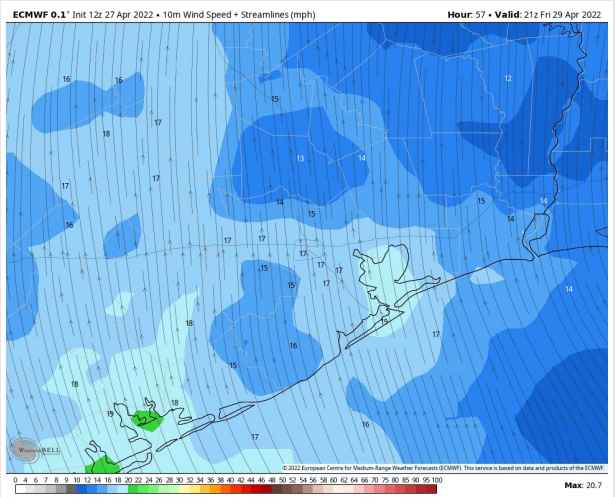 ECMWF 0.1° Init 12z 27 Apr 2022 • 10m Wind Speed + Streamlines (mph) Hour: 57 • Valid: 21z Fri 29 Apr 2022
16 16 12
15
17
18
13 14
17 17
14 15 14
15 14
16
17 17
17
15 17 17
15 17 14
18 19
17
16
15
18
18
19 16
17
WeatherBELL
© 2022 European Centre for Medium-Range Weather Forecasts (ECMWF). This service is based on data and products of the ECMWF.
0 4 6 7 8 9 10 12 14 16 18 20 22 24 26 28 30 32 34 36 38 40 42 44 46 48 50 52 54 56 58 60 62 64 66 68 70 75 80 85 90 95 100
Max: 20.7